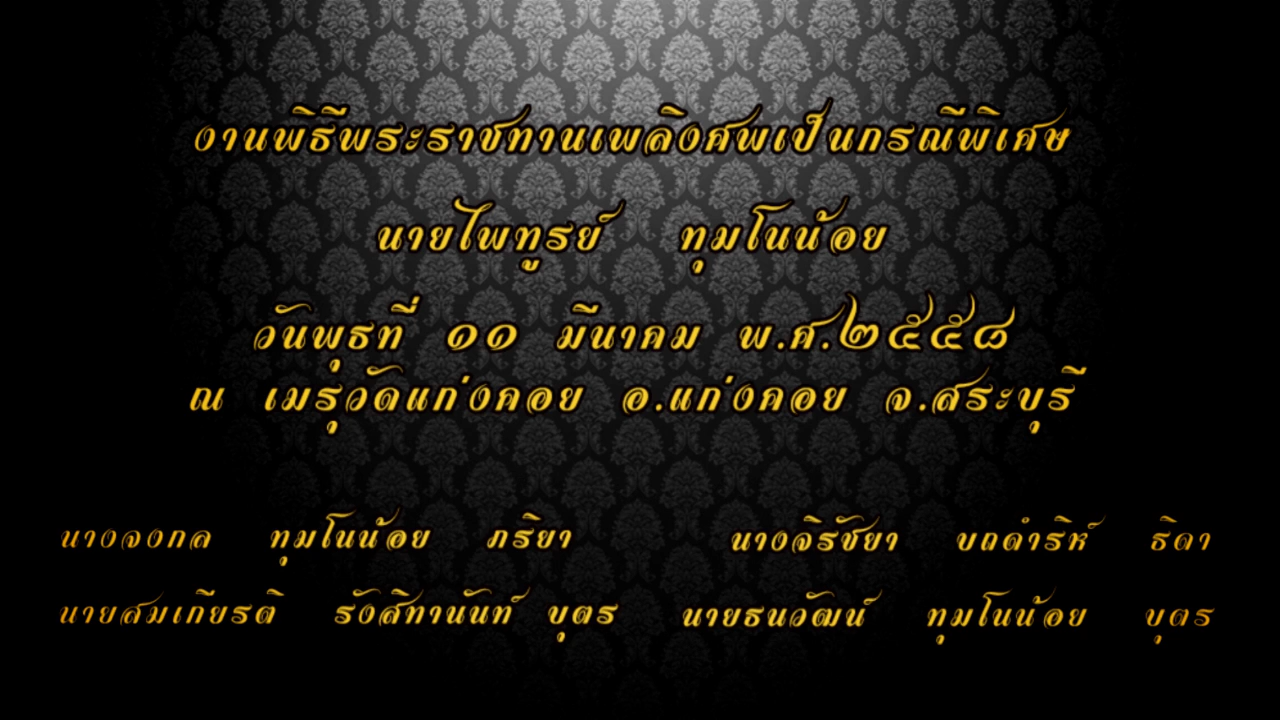 งานพิธีพระราชทานเพลิงศพเป็นกรณีพิเศษ
นายไพฑูรย์ ทุมโนน้อย
วันพุธที่ ๑๑ มีนาคม พ.ศ.๒๕๕๘
ณ เมรุวัดแก่งคอย อ.แก่งคอย จ.สระบุรี
นางจงกล ทุมโนน้อย ภริยา นางจิรัชยา บถดำริห์ ธิดา
นายสมเกียรติ รังสิทานันท์ บุตร นายธนวัฒน์ ทุมโนน้อย บุตร